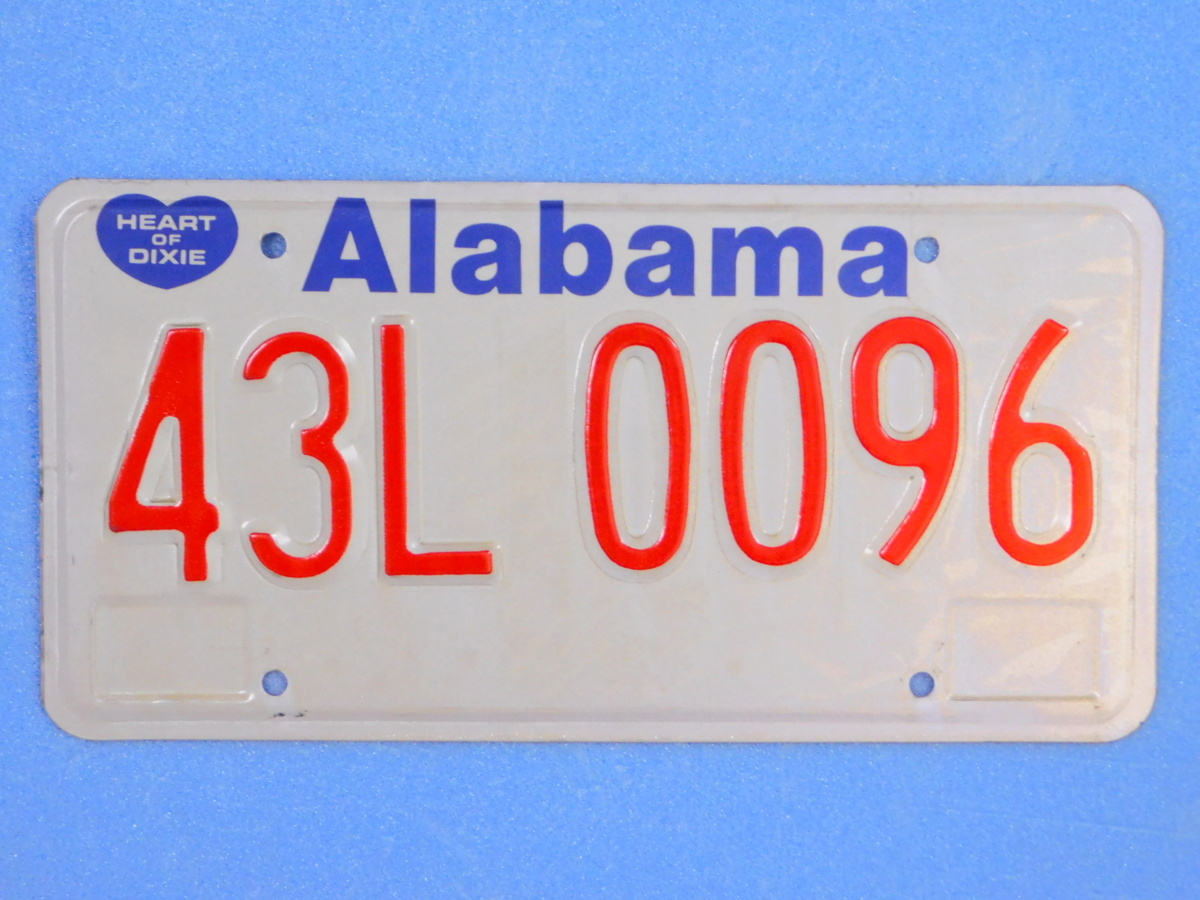 HEART
OF
DIXIE
Alabama
43L 0096